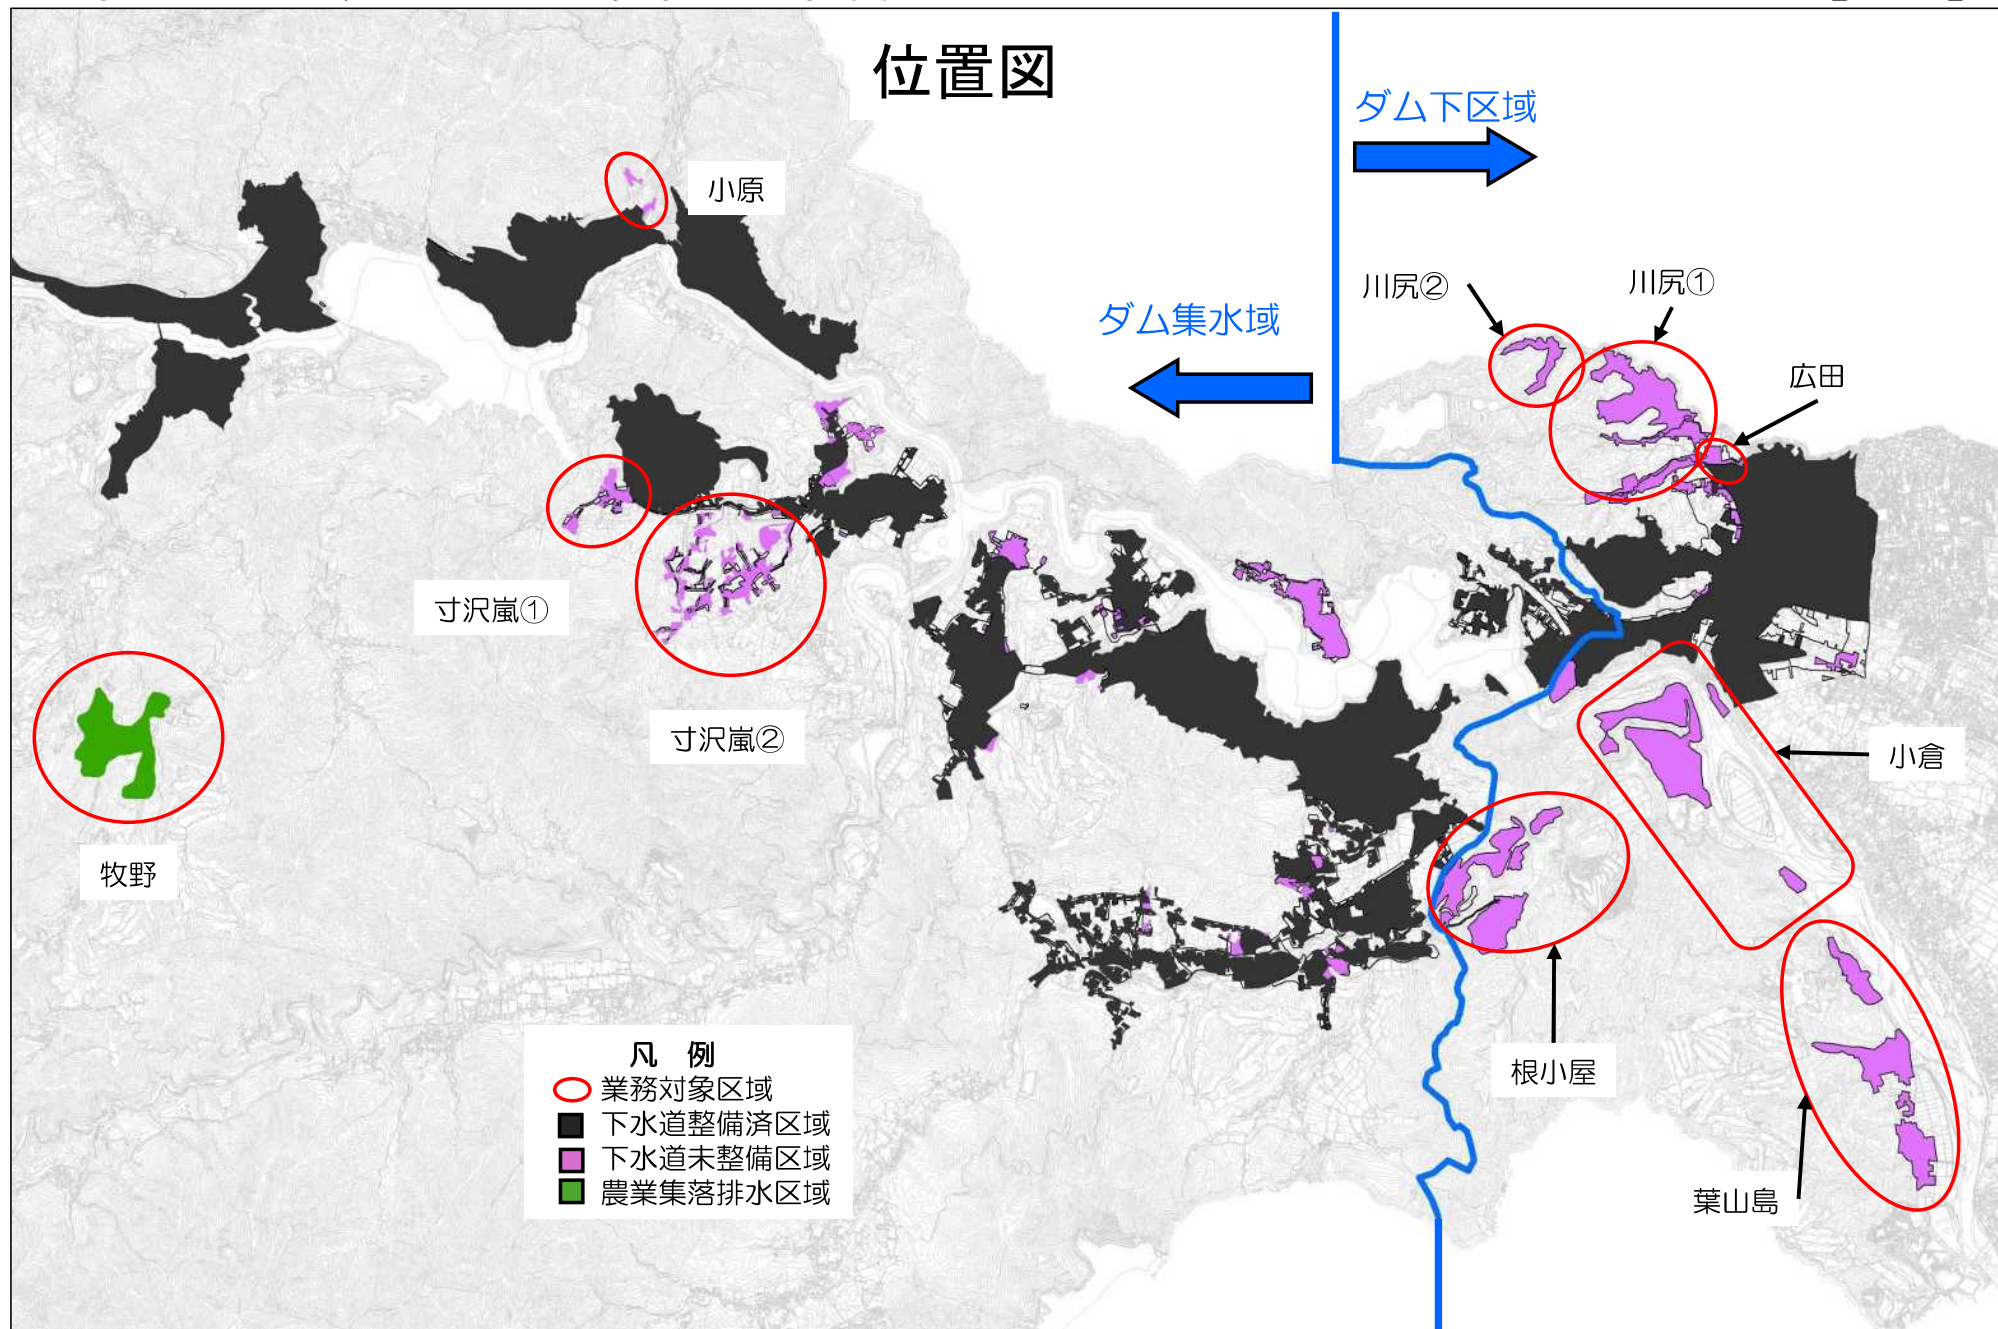 位置図
ダム下区域
小原
川尻②
川尻①
ダム集水域
広田
寸沢嵐①
寸沢嵐②
小倉
牧野
根小屋
葉山島
凡 例
業務対象区域
下水道整備済区域
下水道未整備区域
農業集落排水区域